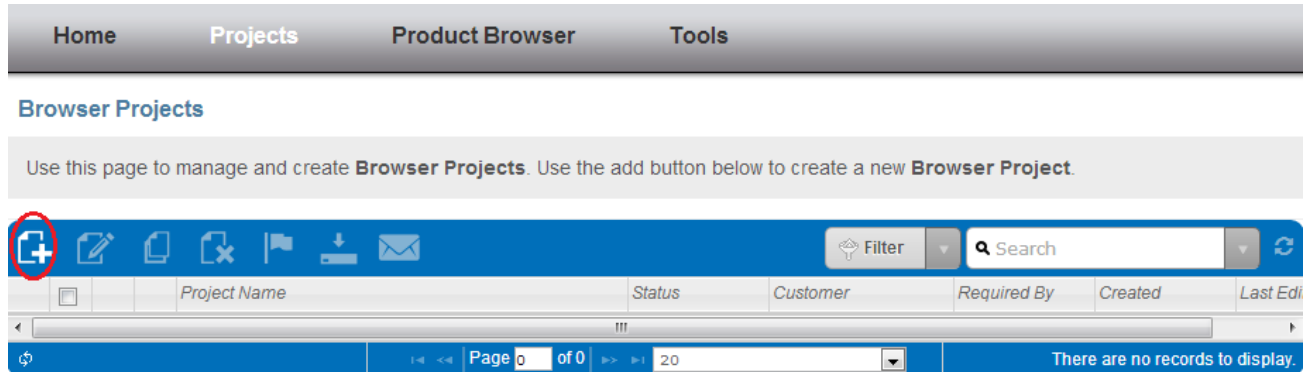 Home Projects Product Browser Tools
Browser Projects
Use this page to manage and create Browser Projects. Use the add button below to create a new Browser Project.
Filter Search
Project Name Status Customer Required By Created Last Edi
Page 0 of 0 20 There are no records to display.